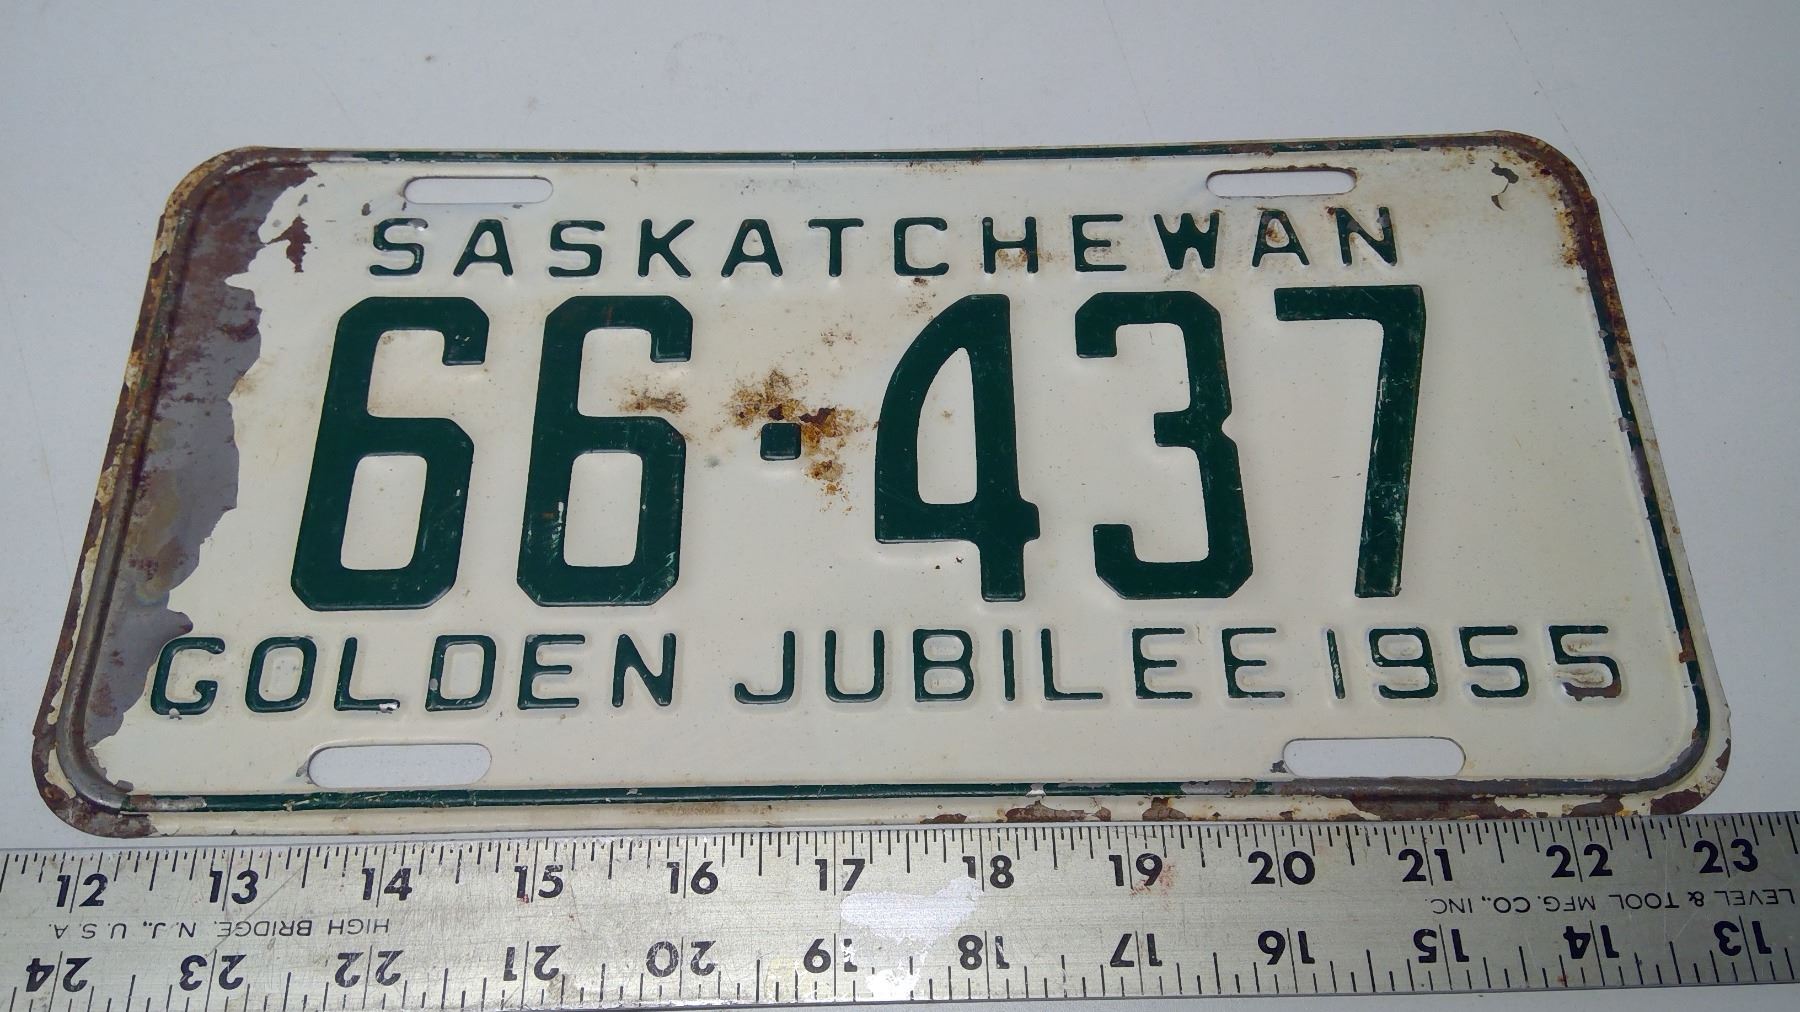 SASKATCHEWAN
66·437
GOLDEN JUBILEE 1955
12 13 14 15 16 17 18 19 20 21 22 23
HIGH BRIDGE. N.J., U.S.A.
LEVEL & TOOL MFG. CO., INC.
24 23 22 21 20 19 18 17 16 15 14 13